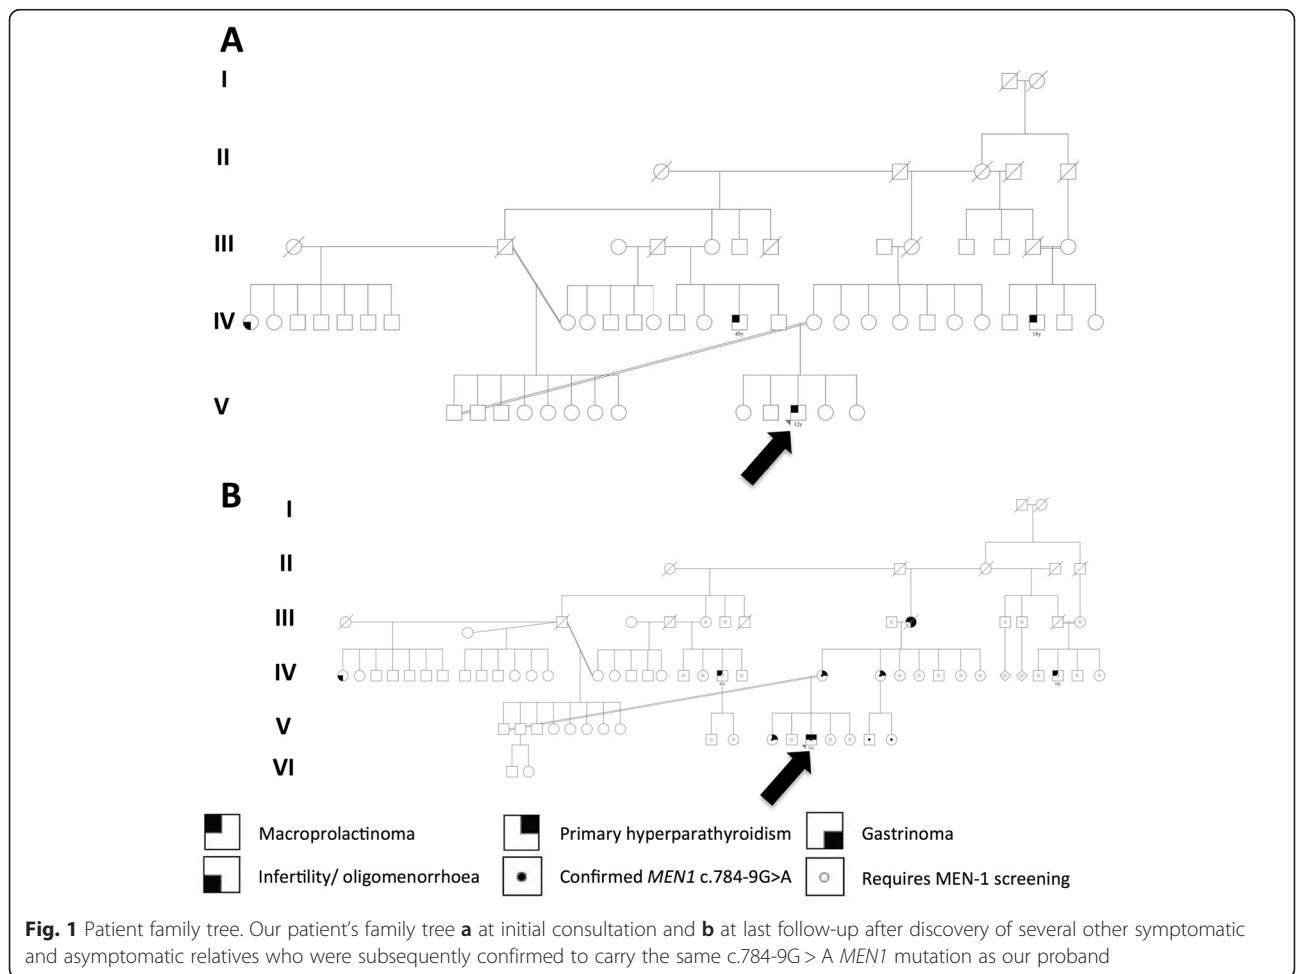 A
I
II
III
IV
45y
18y
V
12y
B
I
II
III
IV
V
VI
Macroprolactinoma
Primary hyperparathyroidism
Gastrinoma
Infertility/ oligomenorrhoea
Confirmed MEN1 c.784-9G>A
Requires MEN-1 screening
Fig. 1 Patient family tree. Our patient's family tree a at initial consultation and b at last follow-up after discovery of several other symptomatic
and asymptomatic relatives who were subsequently confirmed to carry the same c.784-9G > A MEN1 mutation as our proband